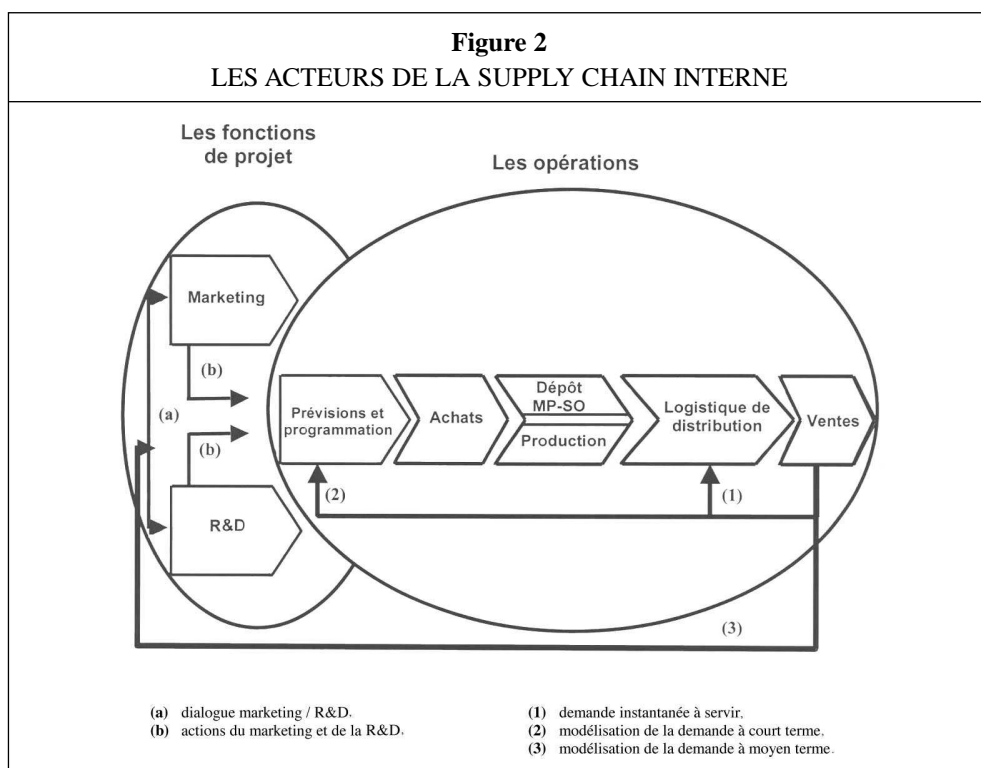 Figure 2
LES ACTEURS DE LA SUPPLY CHAIN INTERNE
Les fonctions
de projet
Les opérations
Marketing
(b)
(a)
(b)
R&D
Prévisions et
programmation
Achats
Dépôt
MP-SO
Production
Logistique de
distribution
Ventes
(2)
(1)
(3)
(a) dialogue marketing / R&D.
(b) actions du marketing et de la R&D.
(1) demande instantanée à servir,
(2) modélisation de la demande à court terme,
(3) modélisation de la demande à moyen terme.